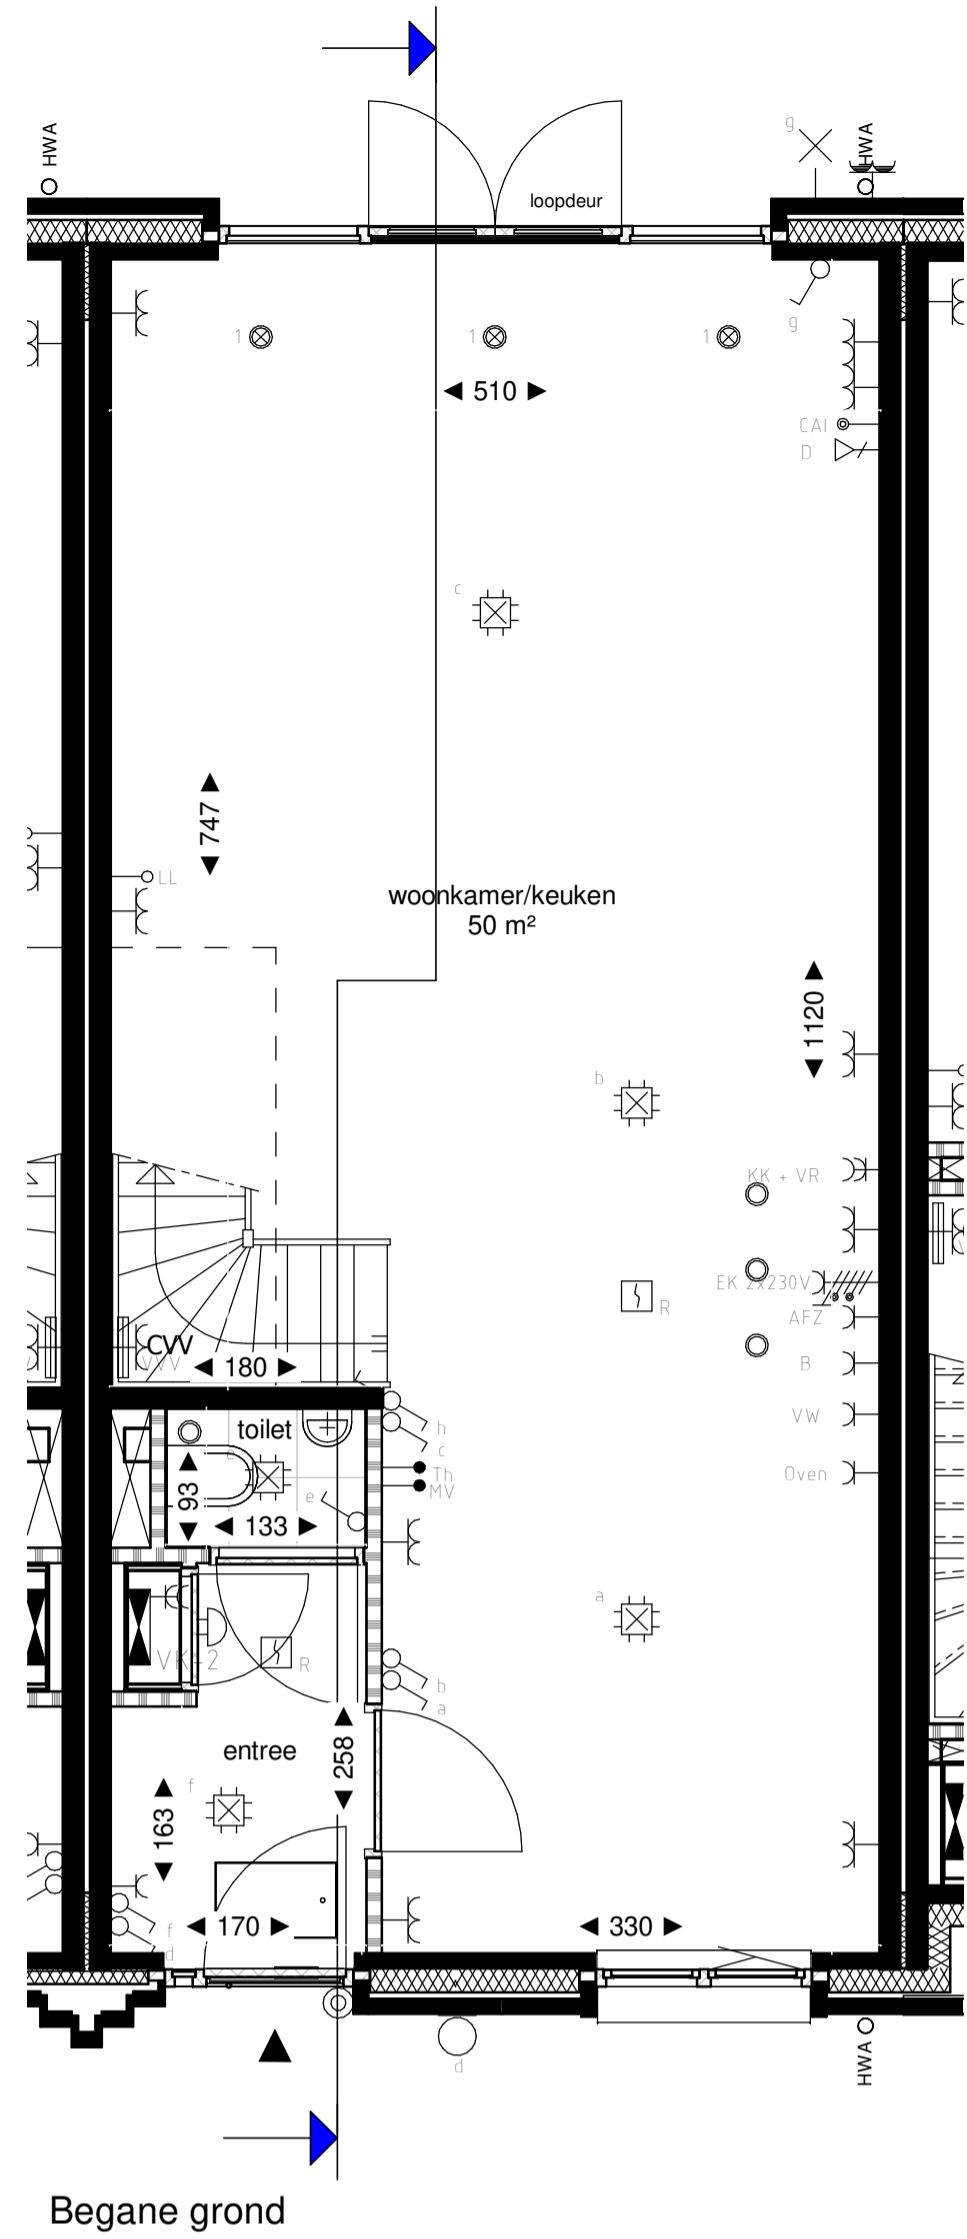 HWA
g
HWA
loopdeur
g
1
1
1
510
CAI
D
c
747
LL
woonkamer/keuken
50 m²
1120
b
KK + VR
EK 2x230V
R
AFZ
CVV
VVV
180
B
VW
toilet
h
c
e
Th
93
MV
e
133
Oven
a
VK+2
R
b
a
entree
258
f
163
170
330
f
d
d
HWA
Begane grond